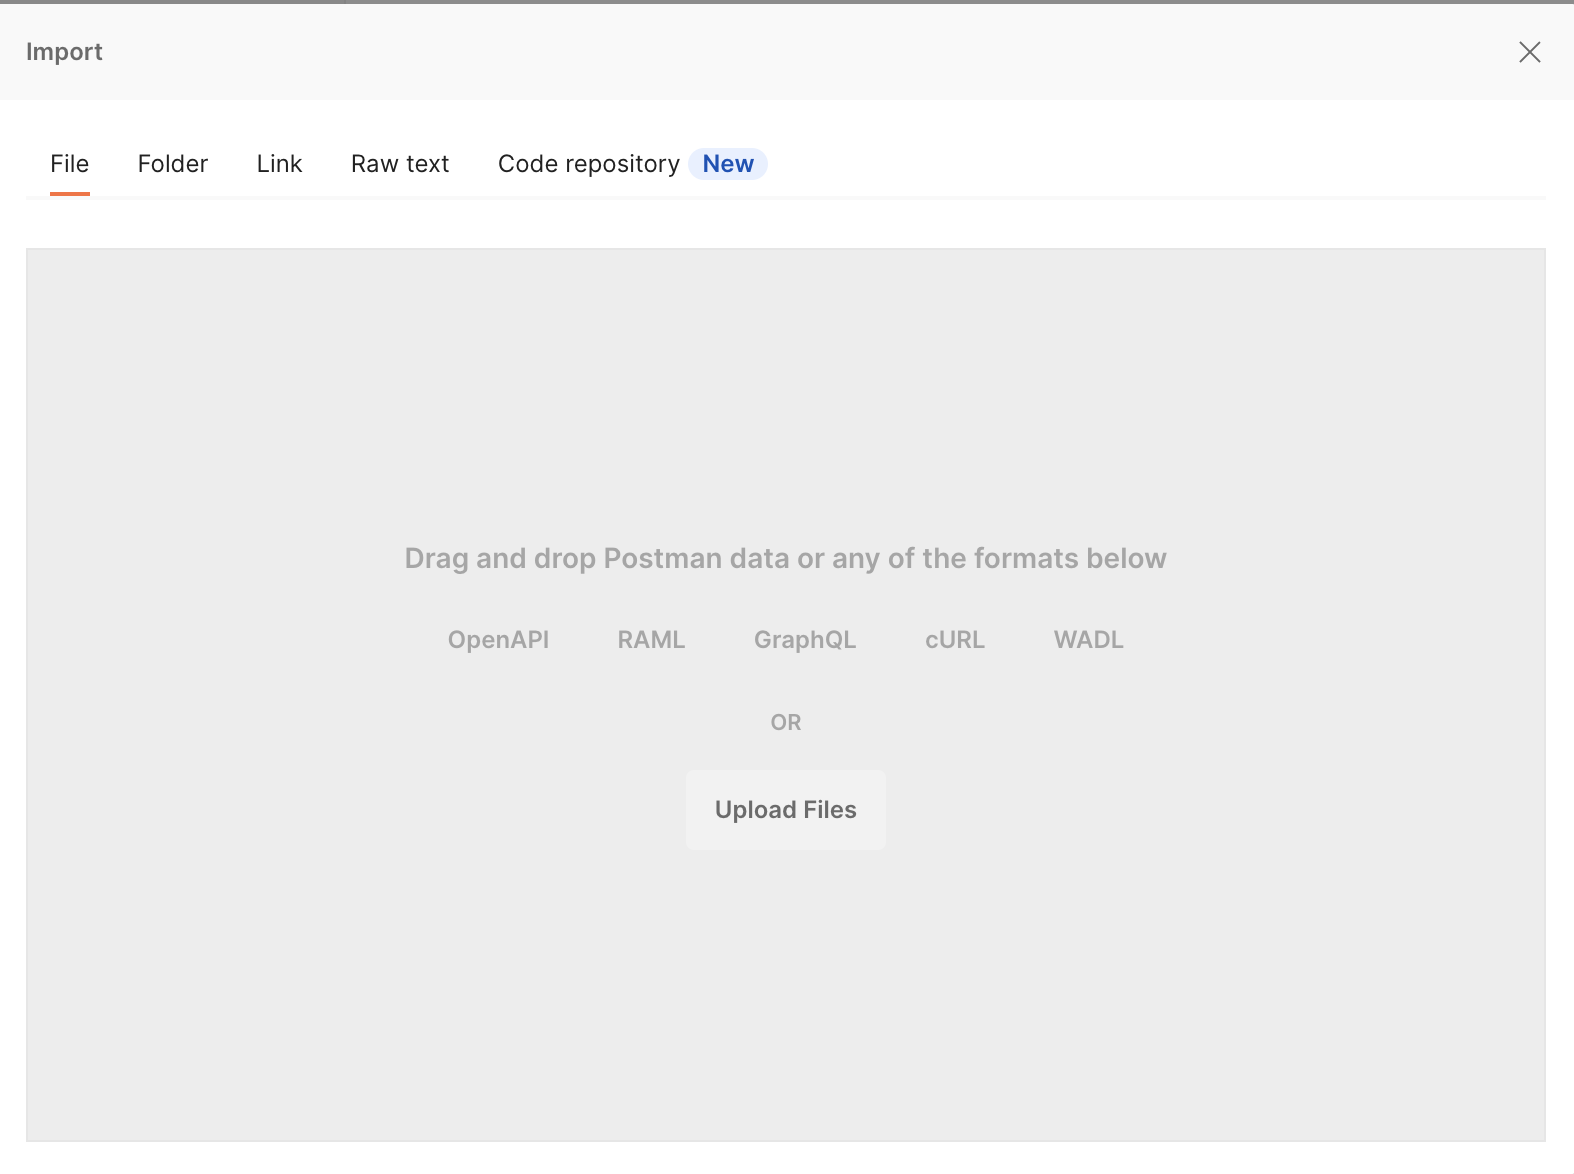 Import
File Folder Link Raw text Code repository New
Drag and drop Postman data or any of the formats below
OpenAPI RAML GraphQL cURL WADL
OR
Upload Files